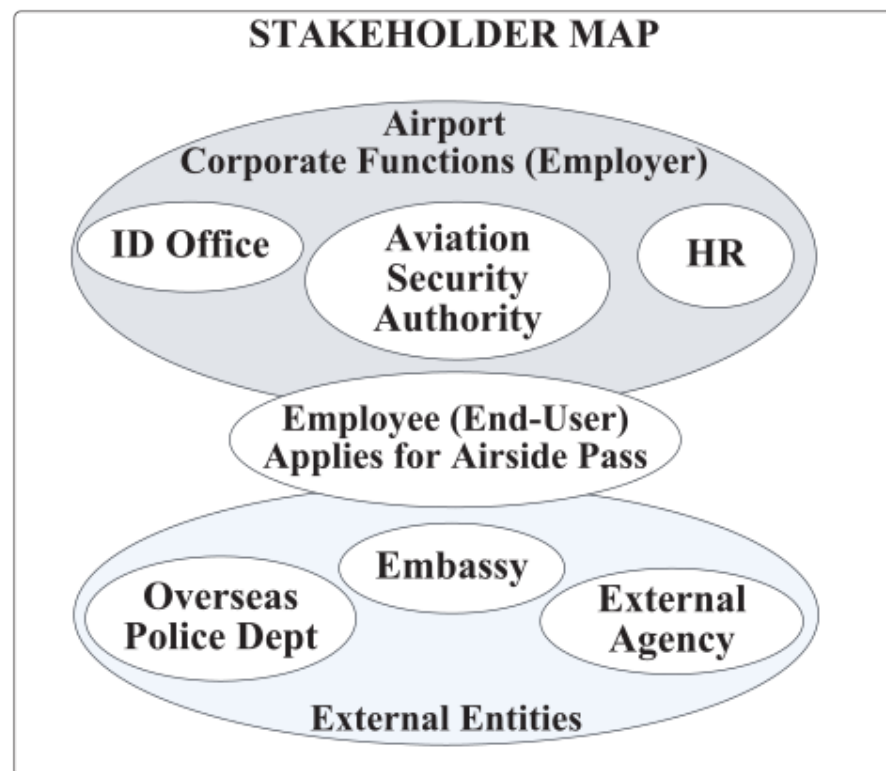 STAKEHOLDER MAP
Airport
Corporate Functions (Employer)
ID Office
Aviation
Security
Authority
HR
Employee (End-User)
Applies for Airside Pass
Embassy
Overseas
Police Dept
External
Agency
External Entities